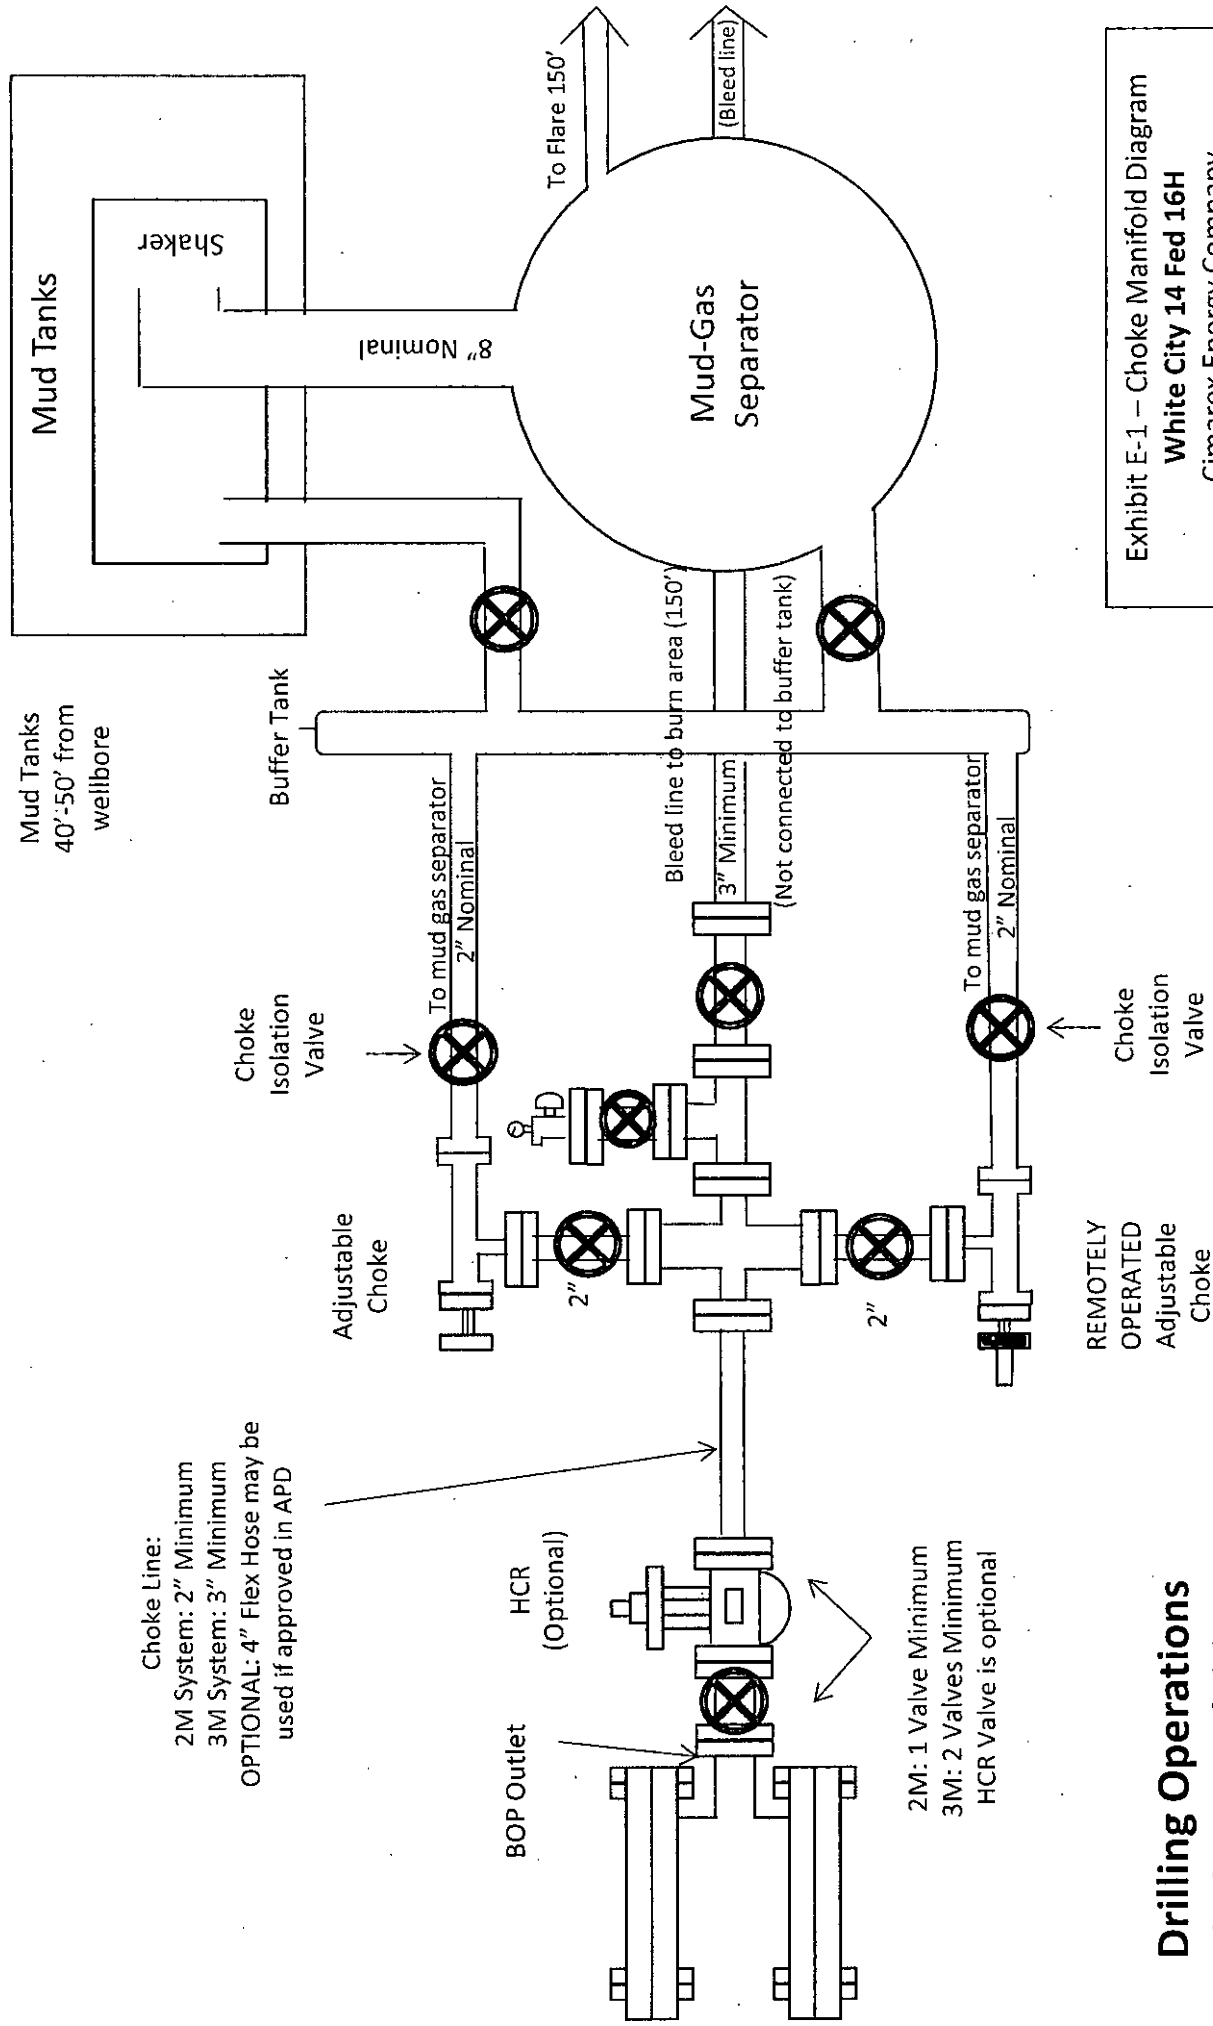 Mud Tanks
40'-50' from
wellbore
Mud Tanks
Shaker
8" Nominal
Buffer Tank
To Flare 150'
(Bleed line)
Mud-Gas
Separator
Bleed line to burn area (150')
3" Minimum
(Not connected to buffer tank)
To mud gas separator
2" Nominal
Choke
Isolation
Valve
Adjustable
Choke
2"
To mud gas separator
2" Nominal
Choke
Isolation
Valve
2"
REMOTELY
OPERATED
Adjustable
Choke
Choke Line:
2M System: 2" Minimum
3M System: 3" Minimum
OPTIONAL: 4" Flex Hose may be
used if approved in APD
HCR
(Optional)
BOP Outlet
2M: 1 Valve Minimum
3M: 2 Valves Minimum
HCR Valve is optional
Drilling Operations
Exhibit E-1 – Choke Manifold Diagram
White City 14 Fed 16H
Cimarex Energy Company